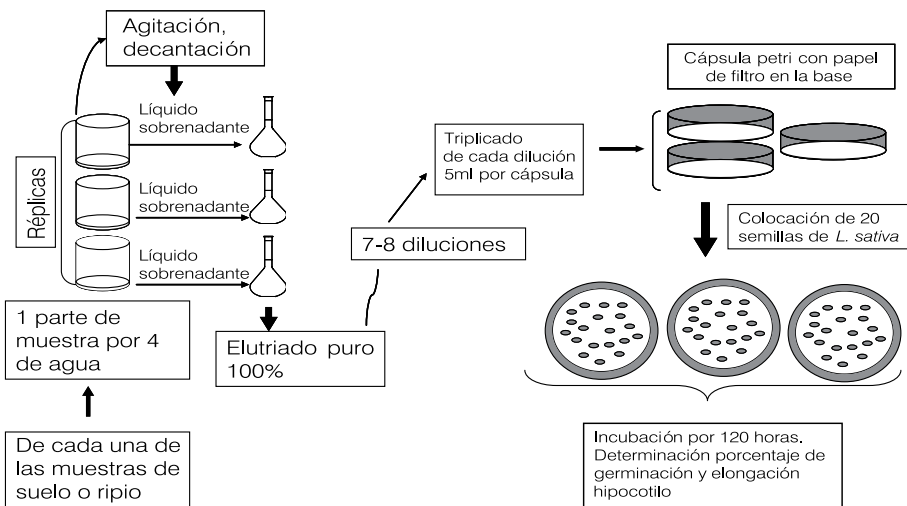 De cada una de
las muestras de
suelo o ripio
1 parte de
muestra por 4
de agua
Réplicas
Agitación,
decantación
Líquido
sobrenadante
Líquido
sobrenadante
Líquido
sobrenadante
Elutriado puro
100%
7-8 diluciones
Triplicado
de cada dilución
5ml por cápsula
Cápsula petri con papel
de filtro en la base
Colocación de 20
semillas de L. sativa
Incubación por 120 horas.
Determinación porcentaje de
germinación y elongación
hipocotilo